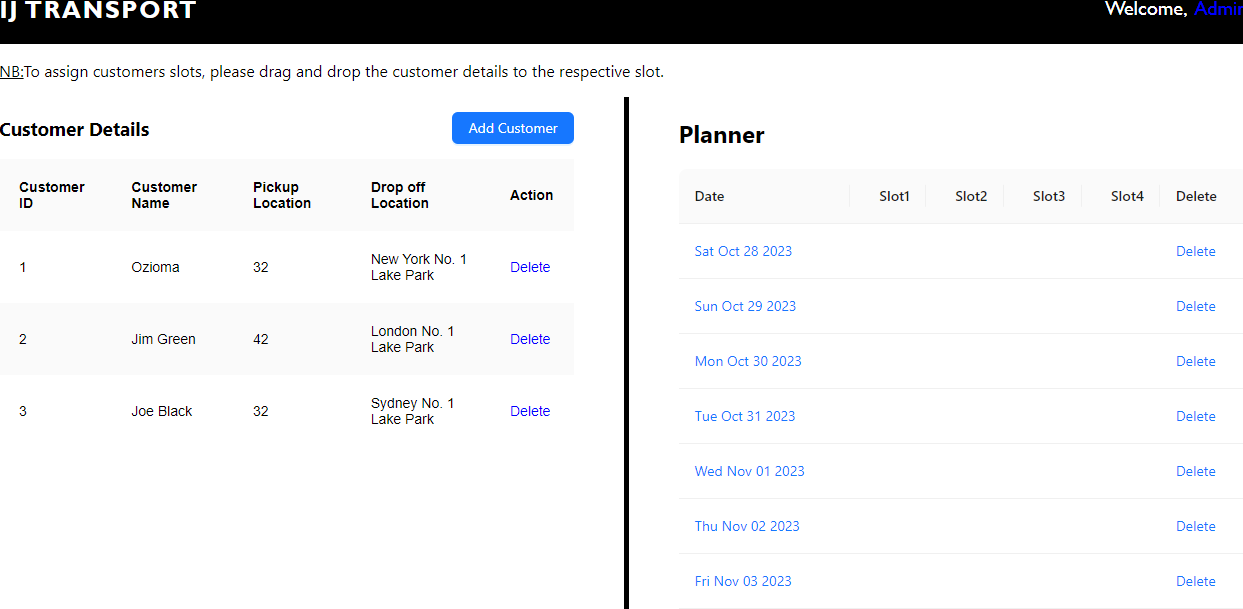 IJ TRANSPORT
Welcome, Admin
NB:To assign customers slots, please drag and drop the customer details to the respective slot.
Customer Details
Add Customer
Customer ID Customer Name Pickup Location Drop off Location Action
1 Ozioma 32 New York No. 1 Lake Park Delete
2 Jim Green 42 London No. 1 Lake Park Delete
3 Joe Black 32 Sydney No. 1 Lake Park Delete
Planner
Date Slot1 Slot2 Slot3 Slot4 Delete
Sat Oct 28 2023 Delete
Sun Oct 29 2023 Delete
Mon Oct 30 2023 Delete
Tue Oct 31 2023 Delete
Wed Nov 01 2023 Delete
Thu Nov 02 2023 Delete
Fri Nov 03 2023 Delete